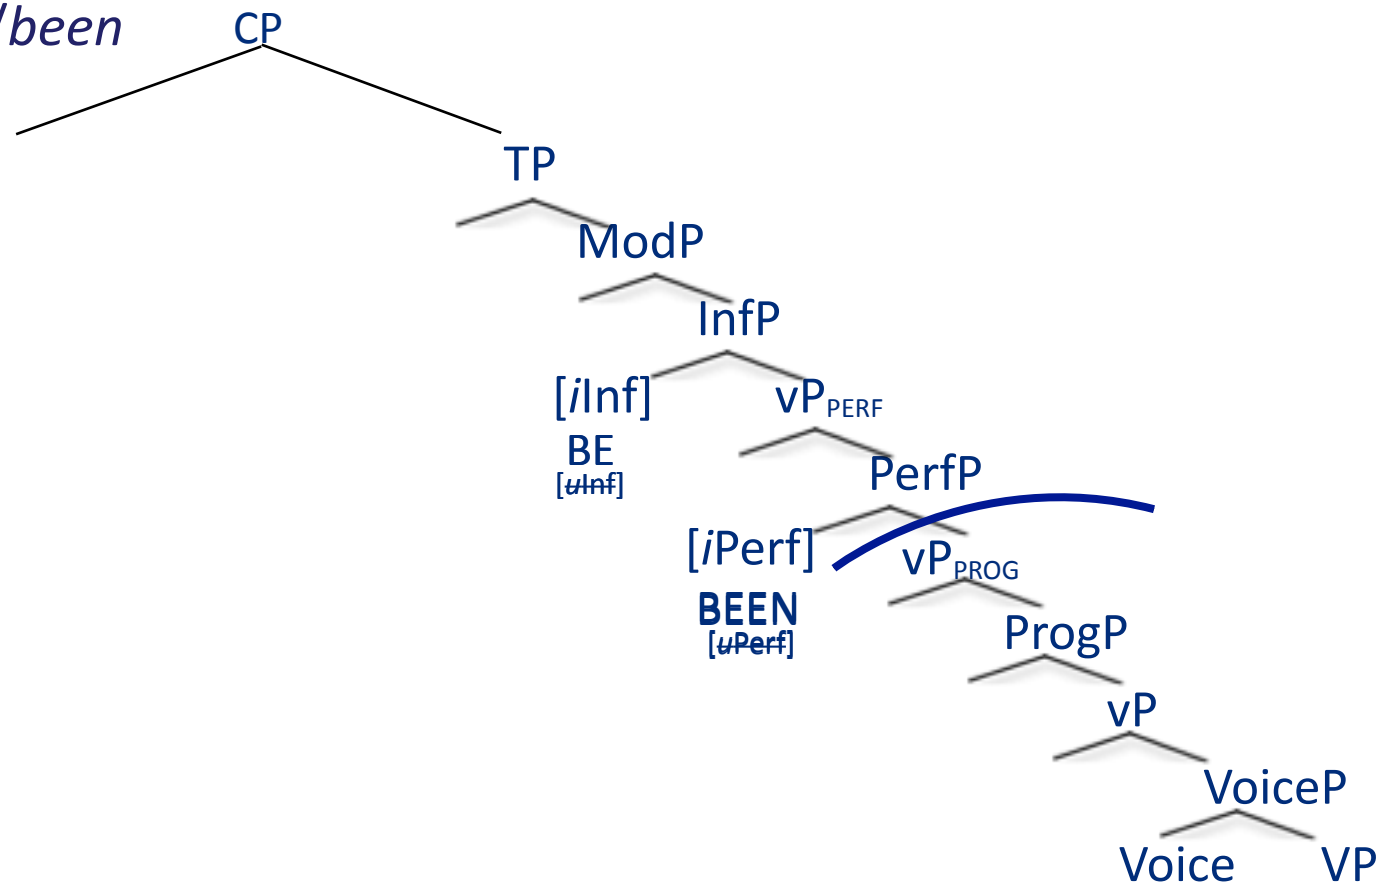 /been
CP
TP
ModP
InfP
[iInf]
vPPERF
BE
[uInf]
PerfP
[iPerf]
vPPROG
BEEN
[uPerf]
ProgP
vP
VoiceP
Voice
VP